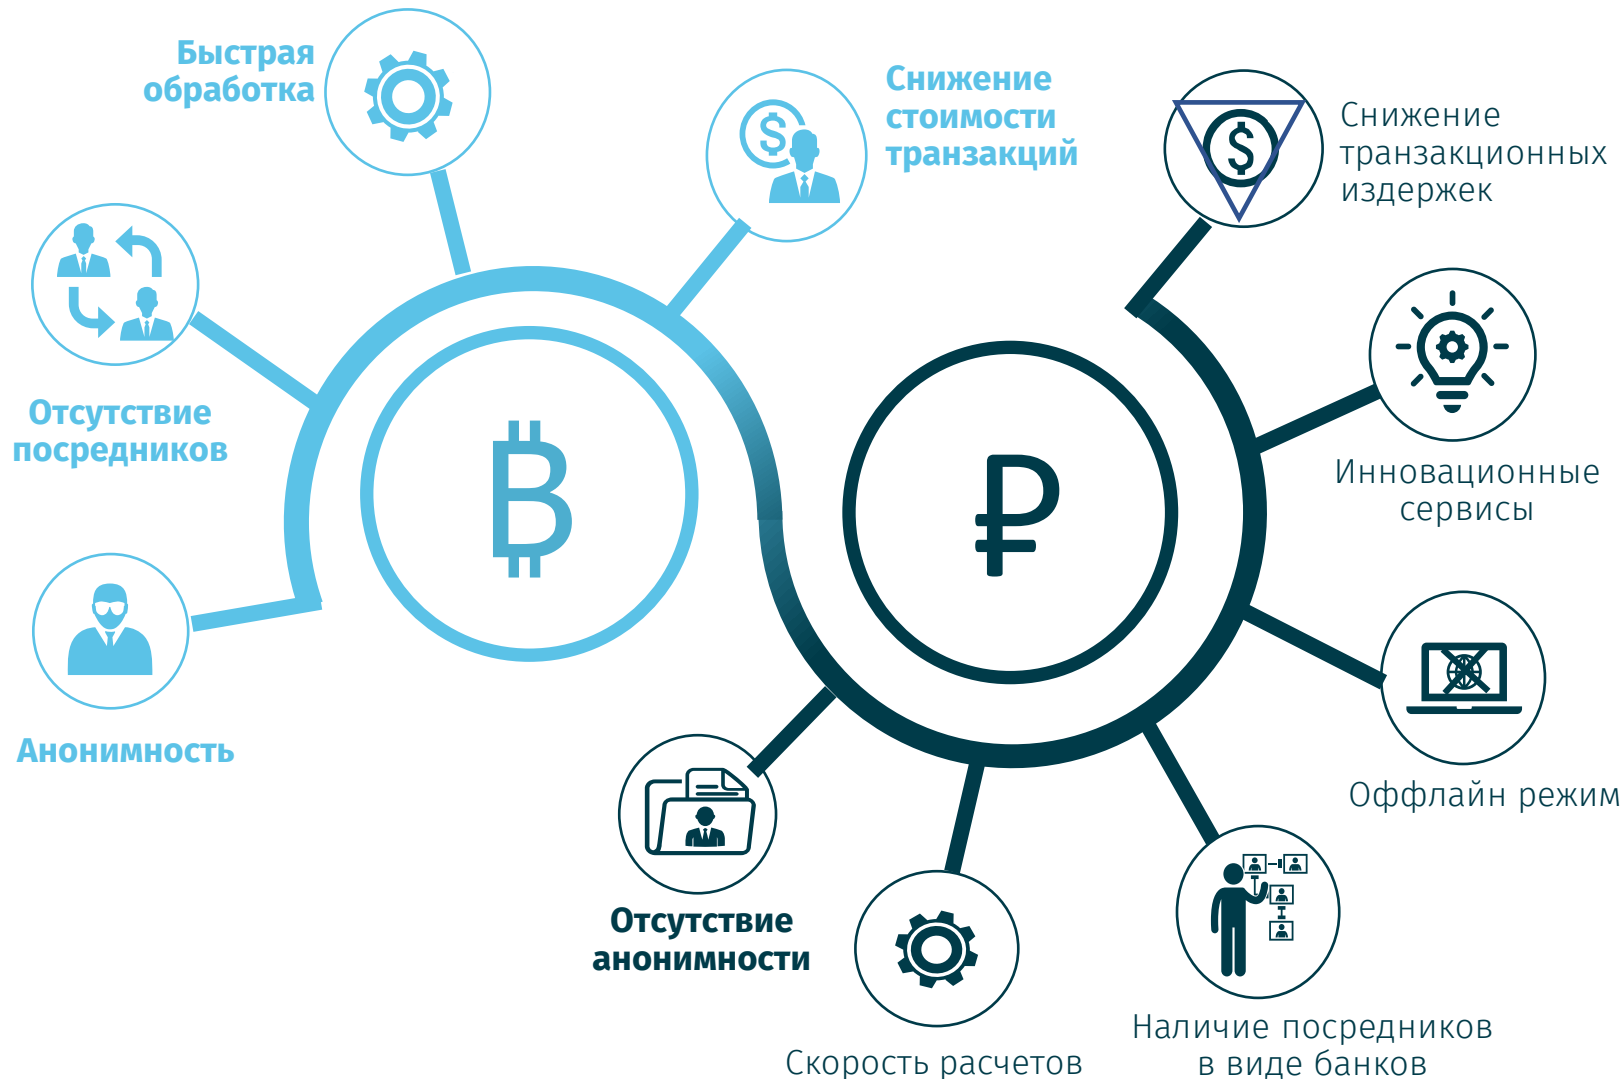 Быстрая
обработка
Снижение
стоимости
транзакций
Снижение
транзакционных
издержек
Отсутствие
посредников
Инновационные
сервисы
Анонимность
Оффлайн режим
Отсутствие
анонимности
Скорость расчетов
Наличие посредников
в виде банков
₿
₽
$
$